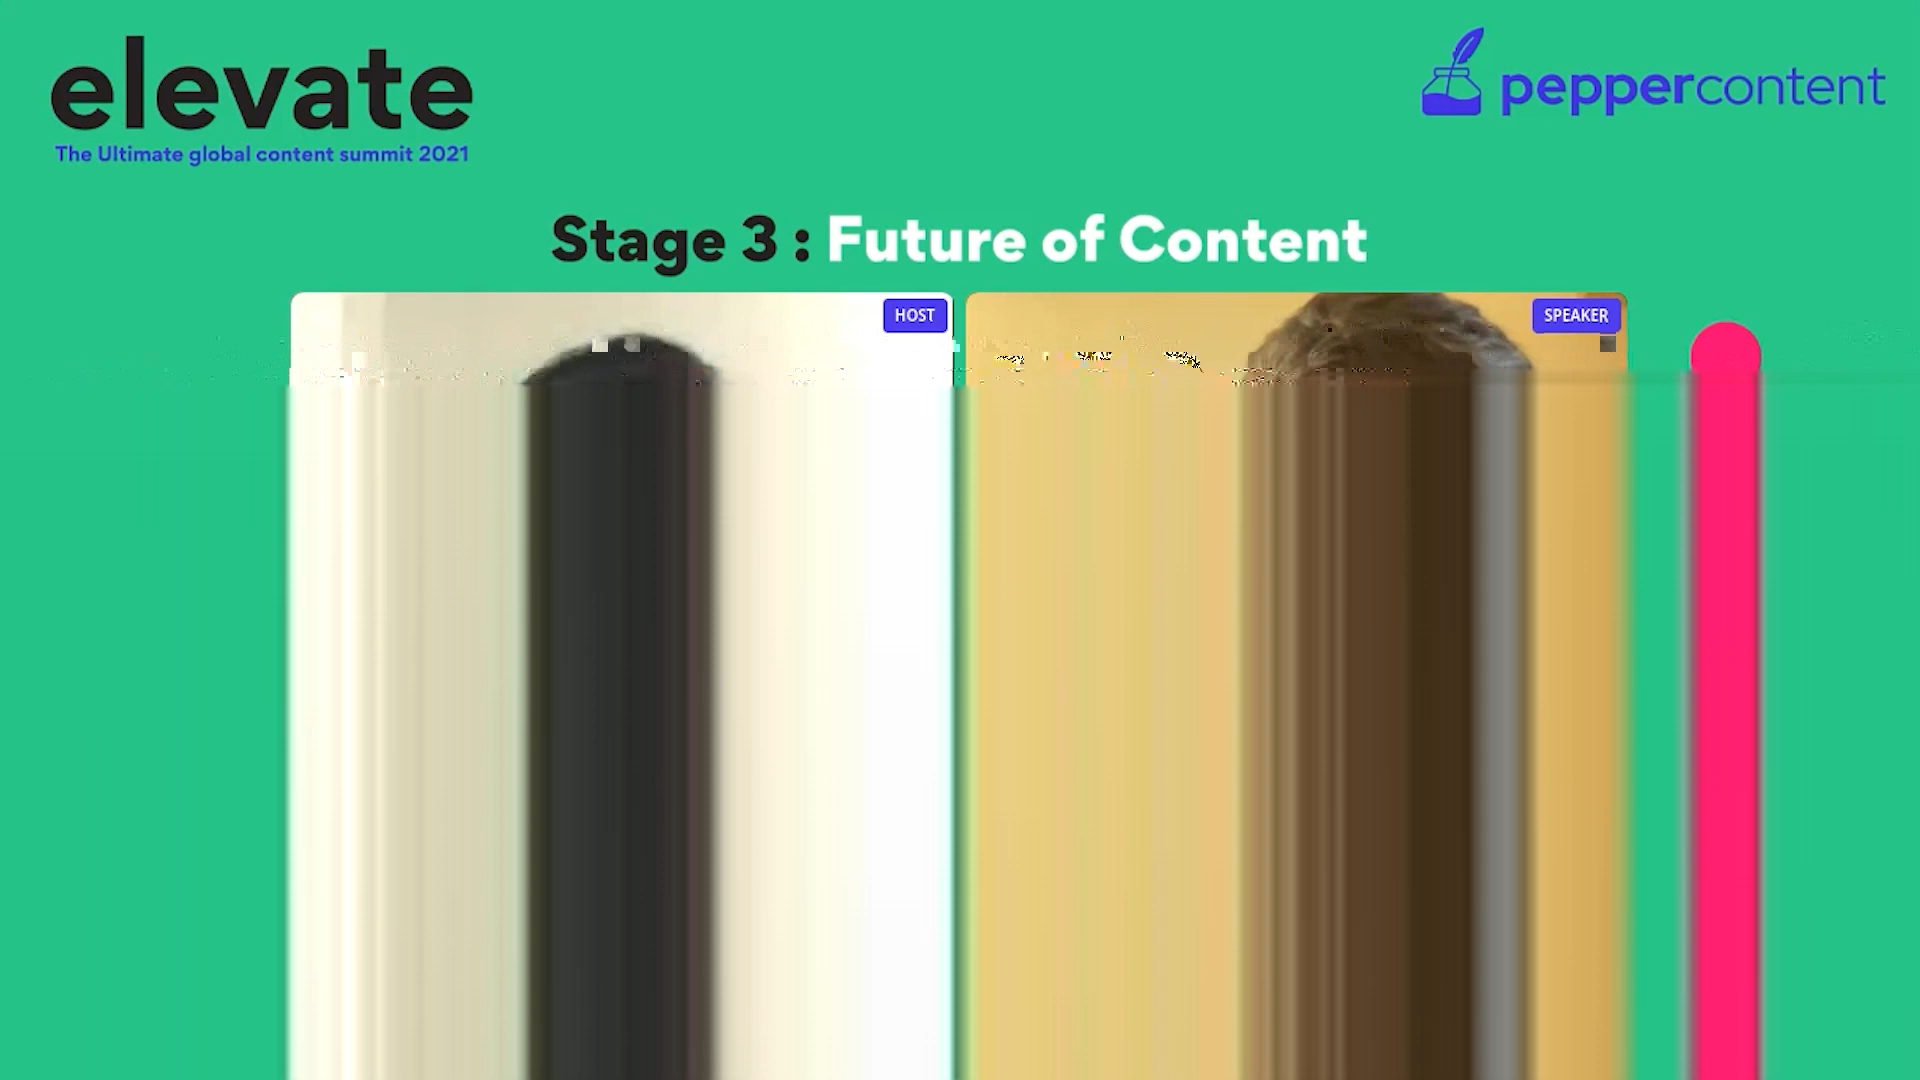 elevate
The Ultimate global content summit 2021
peppercontent
Stage 3 : Future of Content
HOST
SPEAKER